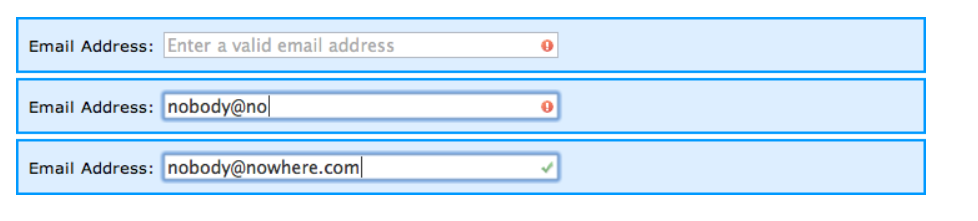 Email Address: Enter a valid email address
Email Address: nobody@no
Email Address: nobody@nowhere.com